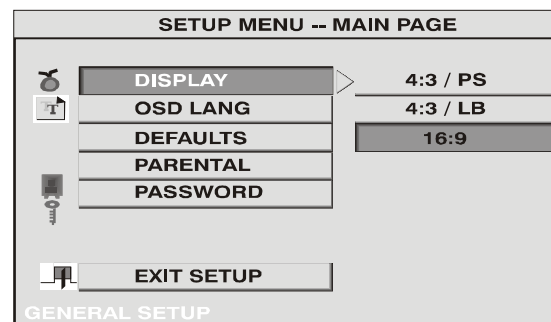 SETUP MENU -- MAIN PAGE
DISPLAY
4:3 / PS
OSD LANG
4:3 / LB
DEFAULTS
16:9
PARENTAL
PASSWORD
EXIT SETUP
GENERAL SETUP